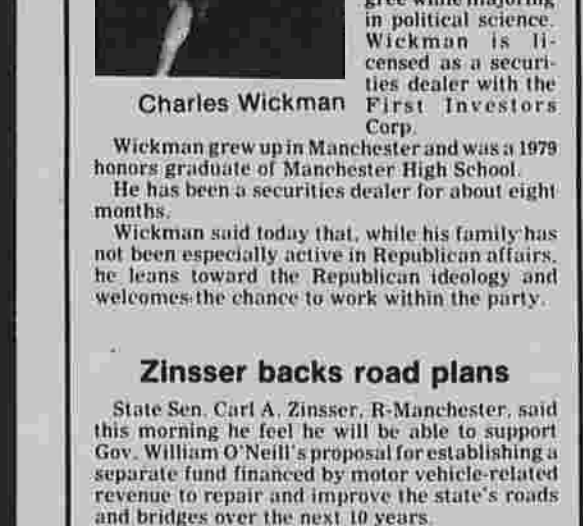 gree while majoring
in political science.
Wickman is li-
censed as a securi-
ties dealer with the
First Investors
Corp.
Charles Wickman
Wickman grew up in Manchester and was a 1979
honors graduate of Manchester High School.
He has been a securities dealer for about eight
months.
Wickman said today that, while his family has
not been especially active in Republican affairs,
he leans toward the Republican ideology and
welcomes the chance to work within the party.
Zinsser backs road plans
State Sen. Carl A. Zinsser, R-Manchester, said
this morning he feel he will be able to support
Gov. William O'Neill's proposal for establishing a
separate fund financed by motor vehicle-related
revenue to repair and improve the state's roads
and bridges over the next 10 years.